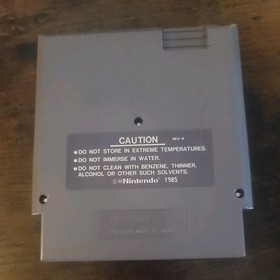 CAUTION REV-A
•DO NOT STORE IN EXTREME TEMPERATURES.
•DO NOT IMMERSE IN WATER.
•DO NOT CLEAN WITH BENZENE, THINNER,
ALCOHOL OR OTHER SUCH SOLVENTS.
©Nintendo 1985